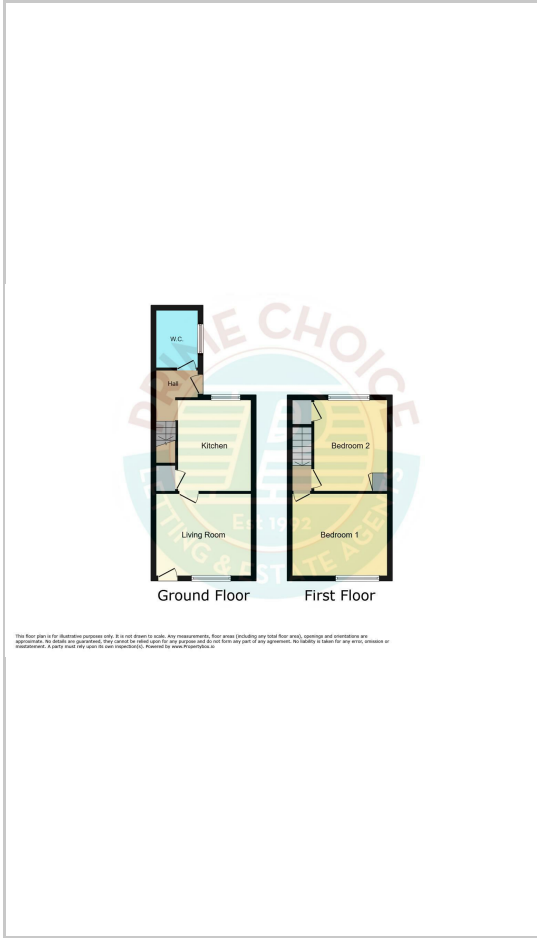 PRIME CHOICE
W.C.
Hall
Kitchen
Bedroom 2
Living Room
Est 1992
Bedroom 1
LETTING & ESTATE AGENTS
Ground Floor
First Floor
This floor plan is for illustrative purposes only. It is not drawn to scale. Any measurements, floor areas (including any total floor area), openings and orientations are
approximate. No details are guaranteed, they cannot be relied upon for any purpose and do not form any part of any agreement. No liability is taken for any error, omission or
misstatement. A party must rely upon its own inspection(s). Powered by www.Propertybox.io